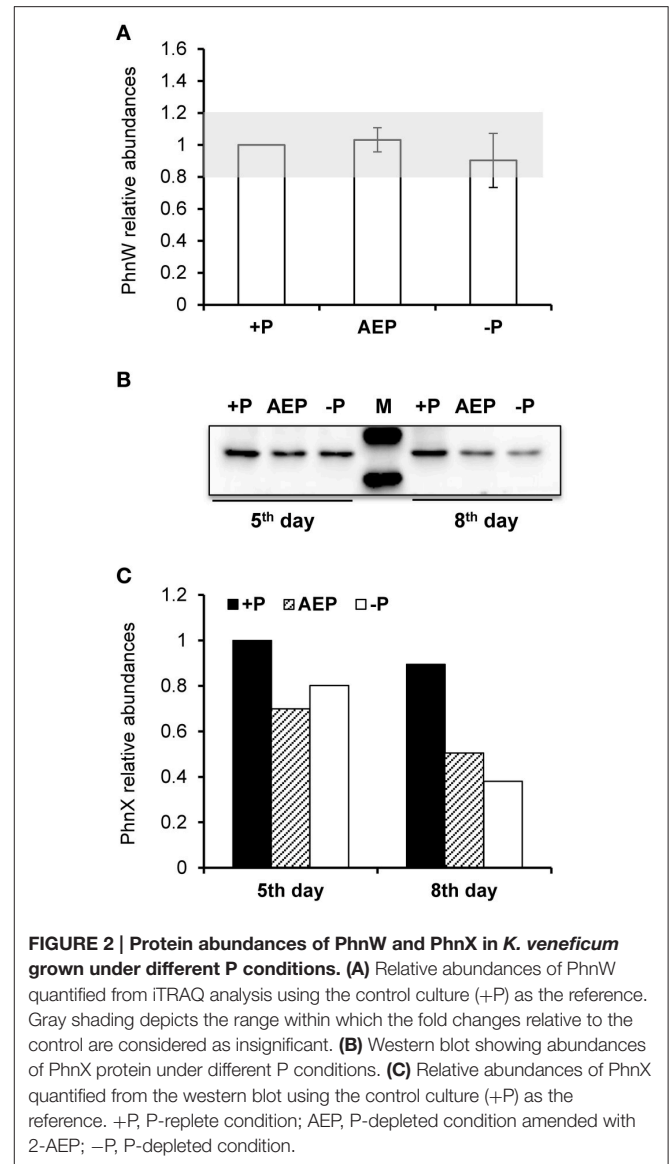 A
1.6
1.4
1.2
1
0.8
0.6
0.4
0.2
0
PhnW relative abundances
+P AEP -P
B
+P AEP -P M +P AEP -P
5th day 8th day
C
+P AEP -P
1.2
1
0.8
0.6
0.4
0.2
0
PhnX relative abundances
5th day 8th day
FIGURE 2 | Protein abundances of PhnW and PhnX in K. veneficum
grown under different P conditions. (A) Relative abundances of PhnW
quantified from iTRAQ analysis using the control culture (+P) as the reference.
Gray shading depicts the range within which the fold changes relative to the
control are considered as insignificant. (B) Western blot showing abundances
of PhnX protein under different P conditions. (C) Relative abundances of PhnX
quantified from the western blot using the control culture (+P) as the
reference. +P, P-replete condition; AEP, P-depleted condition amended with
2-AEP; −P, P-depleted condition.